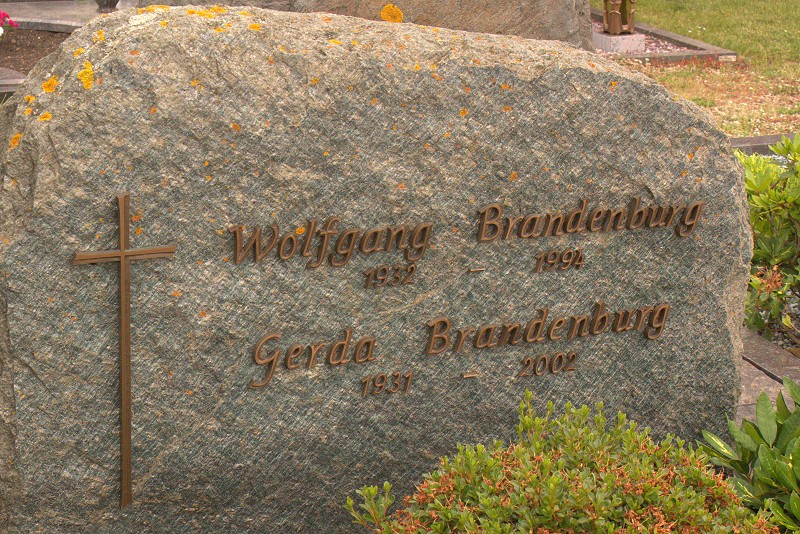 Wolfgang Brandenburg
1932 – 1994
Gerda Brandenburg
1931 – 2002